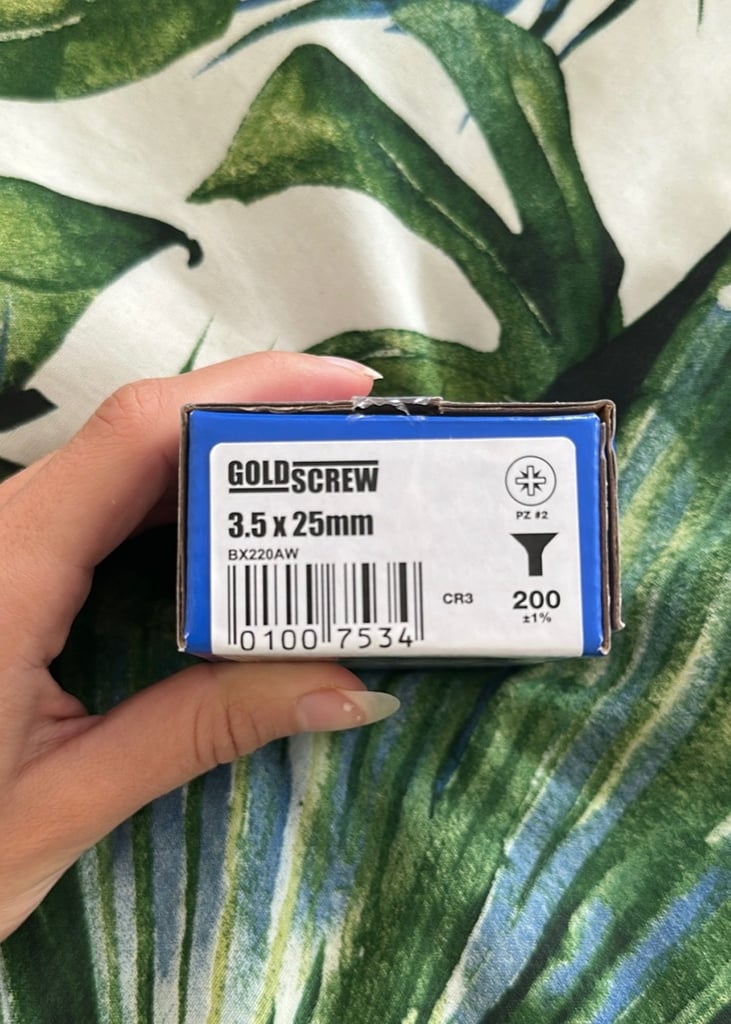 GOLDSCREW
3.5 x 25mm
BX220AW
0100 7534
CR3
PZ #2
200
±1%